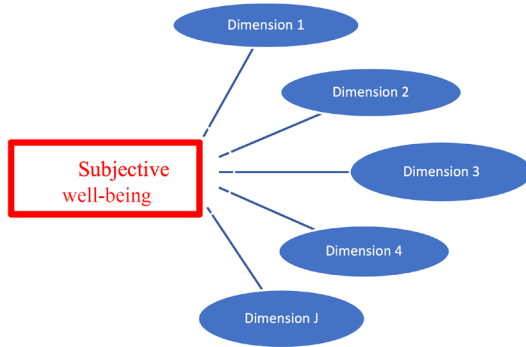 Dimension 1
Dimension 2
Subjective
well-being
Dimension 3
Dimension 4
Dimension J